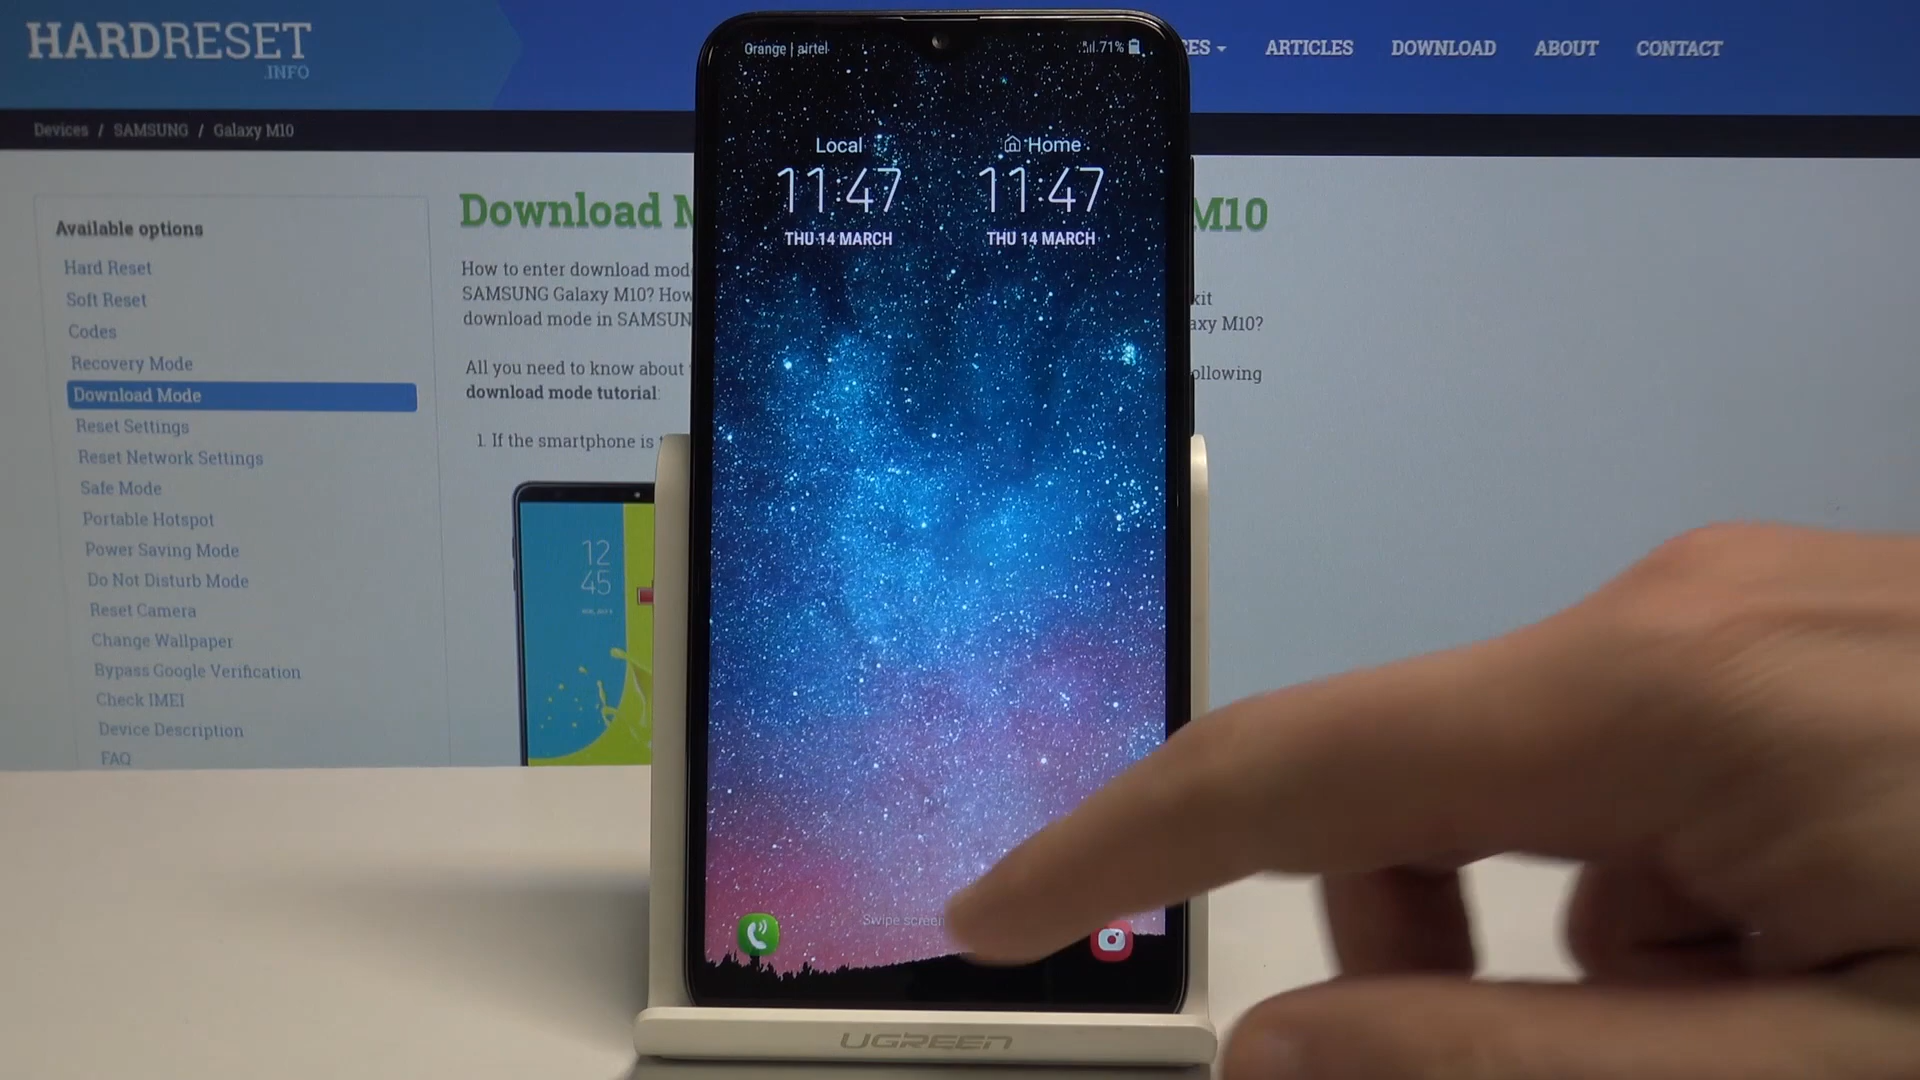 HARDRESET
.INFO
ARTICLES
DOWNLOAD
ABOUT
CONTACT
Devices / SAMSUNG / Galaxy M10
Available options
Hard Reset
Soft Reset
Codes
Recovery Mode
Download Mode
Reset Settings
Reset Network Settings
Safe Mode
Portable Hotspot
Power Saving Mode
Do Not Disturb Mode
Reset Camera
Change Wallpaper
Bypass Google Verification
Check IMEI
Device Description
FAQ
Download M
M10
How to enter download mod
SAMSUNG Galaxy M10? How
download mode in SAMSUN
axy M10?
All you need to know about
ollowing
download mode tutorial:
1. If the smartphone is
12
45
Orange | airtel
71%
Local
Home
11:47
11:47
THU 14 MARCH
THU 14 MARCH
Swipe screen
UGREEN